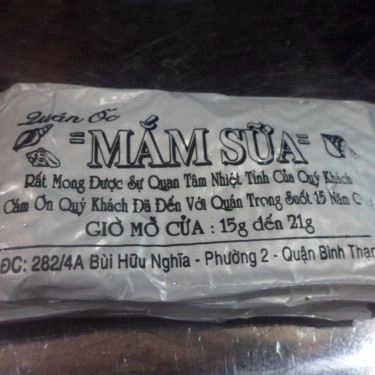 Quán Ốc
"MẮM SỮA"
Rất Mong Được Sự Quan Tâm Nhiệt Tình Của Quý Khách
Cám Ơn Quý Khách Đã Đến Với Quán Trong Suốt 15 Năm
GIỜ MỞ CỬA : 15g đến 21g
ĐC: 282/4A Bùi Hữu Nghĩa - Phường 2 - Quận Bình